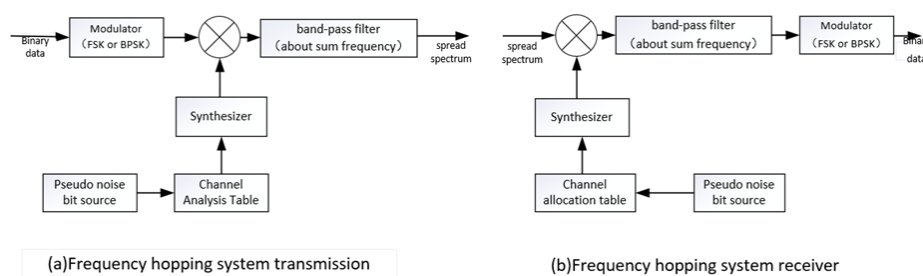 Binary
data
Modulator
（FSK or BPSK）
band-pass filter
（about sum frequency）
spread
spectrum
Synthesizer
Pseudo noise
bit source
Channel
Analysis Table
(a)Frequency hopping system transmission
spread
spectrum
band-pass filter
（about sum frequency）
Modulator
（FSK or BPSK）
Binary
data
Synthesizer
Channel
allocation table
Pseudo noise
bit source
(b)Frequency hopping system receiver